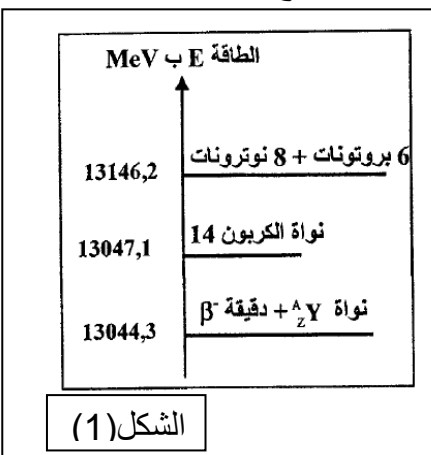 الطاقة E ب MeV
6 بروتونات + 8 نوترونات
13146,2
نواة الكربون 14
13047,1
نواة ᴬ_ZY + دقيقة β⁻
13044,3
الشكل(1)